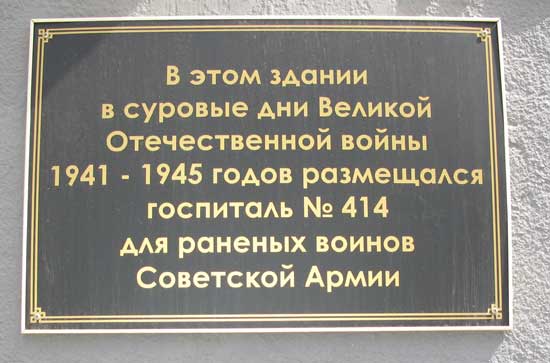 В этом здании
в суровые дни Великой
Отечественной войны
1941 - 1945 годов размещался
госпиталь № 414
для раненых воинов
Советской Армии